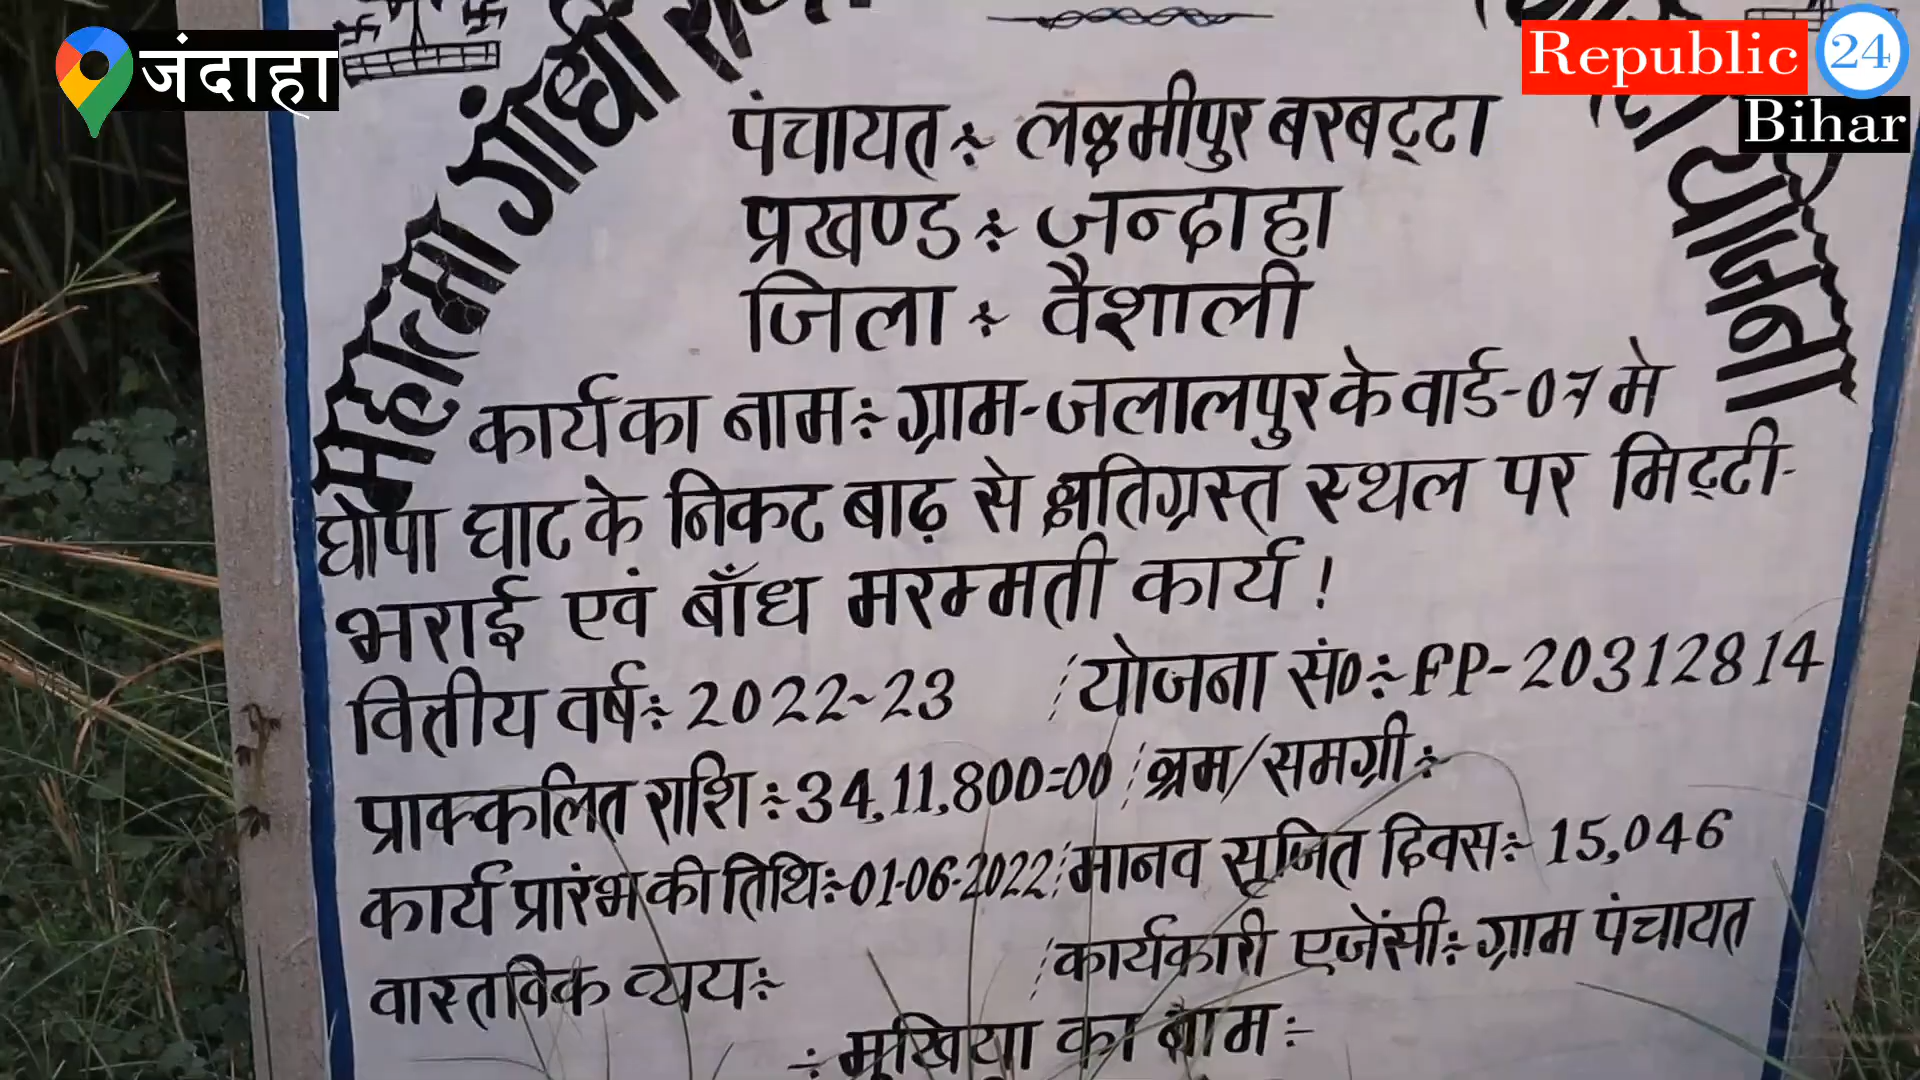 जंदाहा
Republic 24
Bihar
महात्मा गांधी
योजना
पंचायत÷ लक्ष्मीपुर बरबट्टा
प्रखण्ड÷ जन्दाहा
जिला÷ वैशाली
कार्य का नाम÷ ग्राम-जलालपुर के वार्ड-07 मे
घोपा घाट के निकट बाढ़ से क्षतिग्रस्त स्थल पर मिट्टी-
भराई एवं बाँध मरम्मती कार्य!
वित्तीय वर्ष÷ 2022-23 योजना सं०÷ FP-20312814
प्राक्कलित राशि÷ 34,11,800=00 श्रम/समग्री÷
कार्य प्रारंभ की तिथि÷ 01-06-2022 मानव सृजित दिवस÷ 15,046
वास्तविक व्यय÷ कार्यकारी एजेंसी÷ ग्राम पंचायत
÷ मुखिया का नाम÷